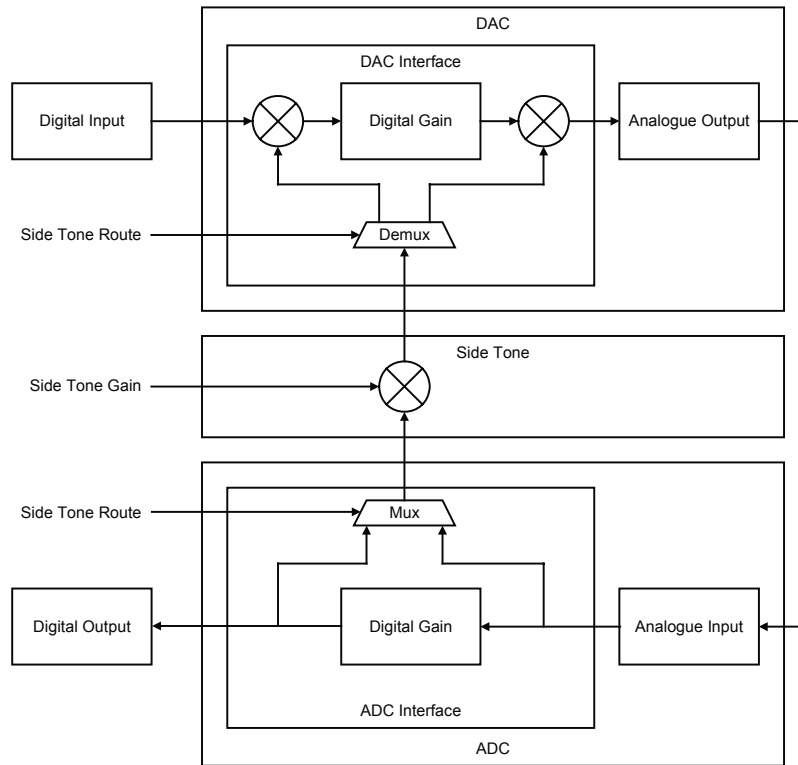 DAC
DAC Interface
Digital Input
Digital Gain
Analogue Output
Side Tone Route
Demux
Side Tone
Side Tone Gain
Side Tone Route
Mux
Digital Output
Digital Gain
Analogue Input
ADC Interface
ADC